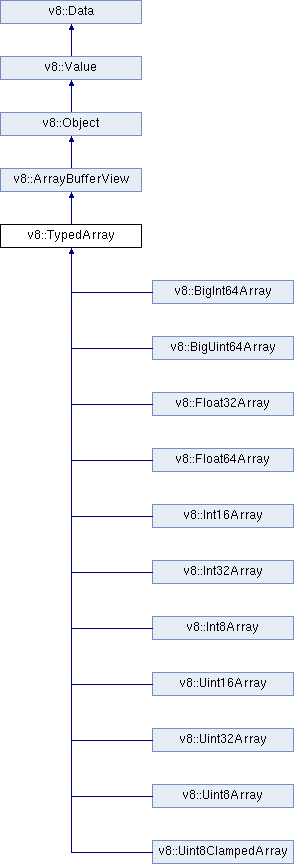 v8::Data
v8::Value
v8::Object
v8::ArrayBufferView
v8::TypedArray
v8::BigInt64Array
v8::BigUint64Array
v8::Float32Array
v8::Float64Array
v8::Int16Array
v8::Int32Array
v8::Int8Array
v8::Uint16Array
v8::Uint32Array
v8::Uint8Array
v8::Uint8ClampedArray